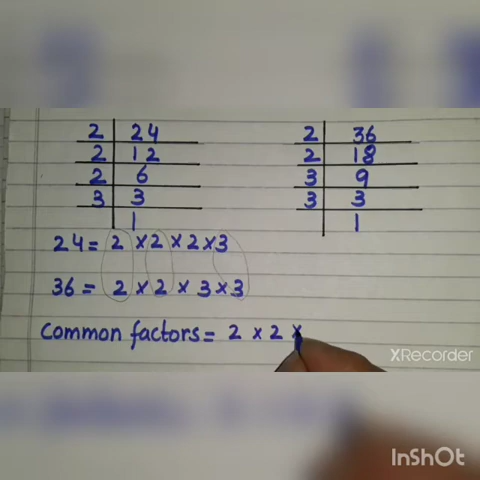 2 24 2 36
2 12 2 18
2 6 3 9
3 3 3 3
1 1
24= 2 × 2 × 2 × 3
36 = 2 × 2 × 3 × 3
Common factors= 2 × 2 ×
XRecorder
InShOt